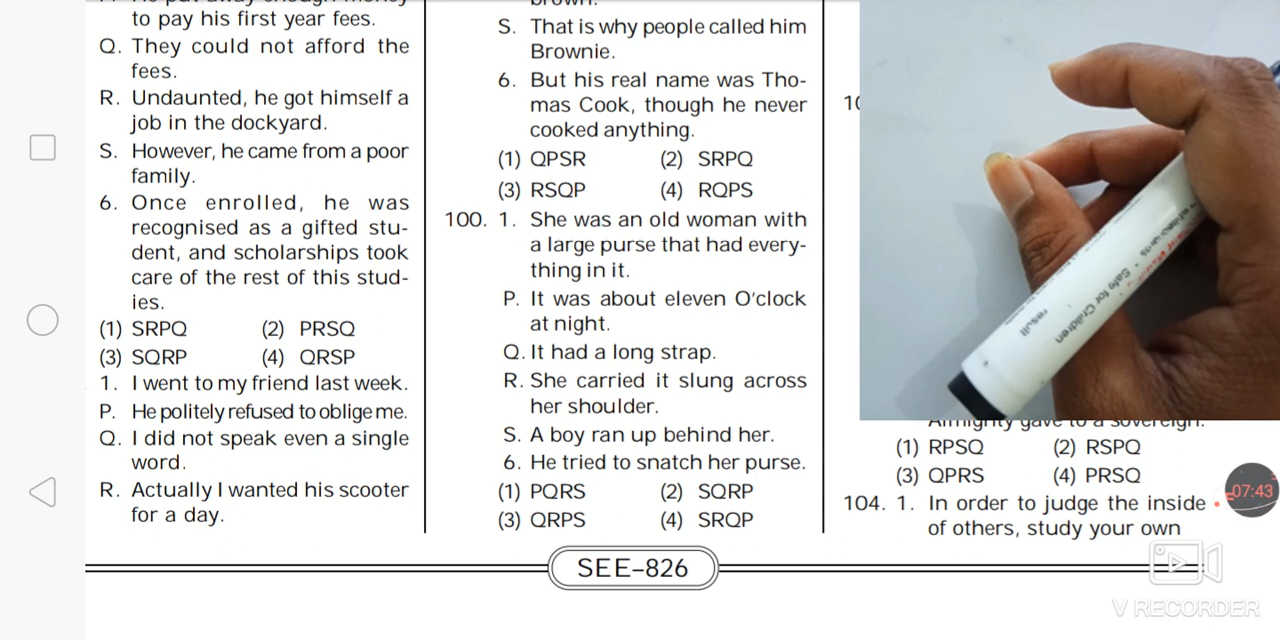 to pay his first year fees.
Q. They could not afford the
fees.
R. Undaunted, he got himself a
job in the dockyard.
S. However, he came from a poor
family.
6. Once enrolled, he was
recognised as a gifted stu-
dent, and scholarships took
care of the rest of this stud-
ies.
(1) SRPQ (2) PRSQ
(3) SQRP (4) QRSP
1. I went to my friend last week.
P. He politely refused to oblige me.
Q. I did not speak even a single
word.
R. Actually I wanted his scooter
for a day.
S. That is why people called him
Brownie.
6. But his real name was Tho-
mas Cook, though he never
cooked anything.
(1) QPSR (2) SRPQ
(3) RSQP (4) RQPS
100. 1. She was an old woman with
a large purse that had every-
thing in it.
P. It was about eleven O'clock
at night.
Q. It had a long strap.
R. She carried it slung across
her shoulder.
S. A boy ran up behind her.
6. He tried to snatch her purse.
(1) PQRS (2) SQRP
(3) QRPS (4) SRQP
Safe for Children
result
Almighty gave to a sovereign.
(1) RPSQ (2) RSPQ
(3) QPRS (4) PRSQ
104. 1. In order to judge the inside
of others, study your own
07:43
SEE–826
V RECORDER